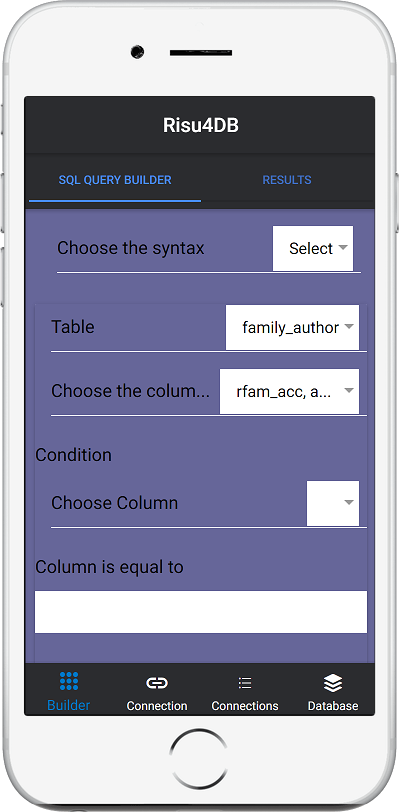 Risu4DB
SQL QUERY BUILDER RESULTS
Choose the syntax Select
Table family_author
Choose the colum... rfam_acc, a...
Condition
Choose Column
Column is equal to
Builder Connection Connections Database